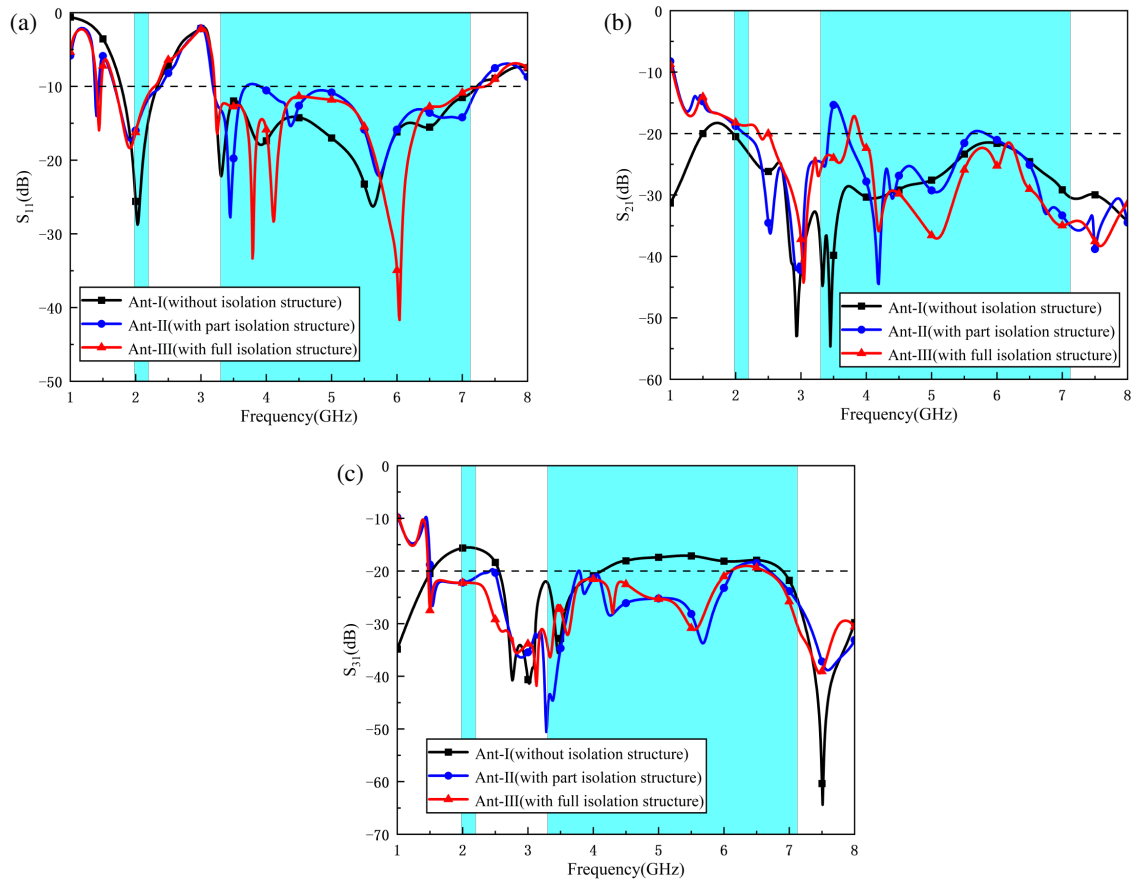 (a)
0
-10
-20
-30
-40
-50
S11(dB)
Ant-I(without isolation structure)
Ant-II(with part isolation structure)
Ant-III(with full isolation structure)
1 2 3 4 5 6 7 8
Frequency(GHz)
(b)
0
-10
-20
-30
-40
-50
-60
S21(dB)
Ant-I(without isolation structure)
Ant-II(with part isolation structure)
Ant-III(with full isolation structure)
1 2 3 4 5 6 7 8
Frequency(GHz)
(c)
0
-10
-20
-30
-40
-50
-60
-70
S31(dB)
Ant-I(without isolation structure)
Ant-II(with part isolation structure)
Ant-III(with full isolation structure)
1 2 3 4 5 6 7 8
Frequency(GHz)